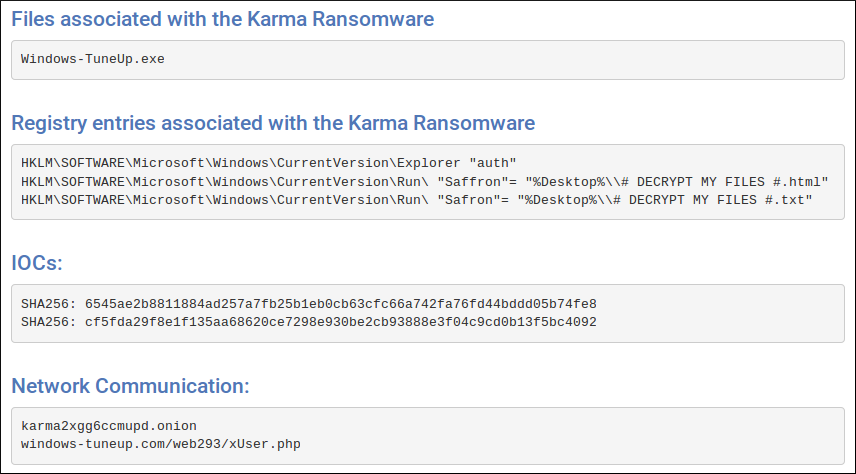 Files associated with the Karma Ransomware
Windows-TuneUp.exe
Registry entries associated with the Karma Ransomware
HKLM\SOFTWARE\Microsoft\Windows\CurrentVersion\Explorer "auth"
HKLM\SOFTWARE\Microsoft\Windows\CurrentVersion\Run\ "Saffron"= "%Desktop%\\# DECRYPT MY FILES #.html"
HKLM\SOFTWARE\Microsoft\Windows\CurrentVersion\Run\ "Safron"= "%Desktop%\\# DECRYPT MY FILES #.txt"
IOCs:
SHA256: 6545ae2b8811884ad257a7fb25b1eb0cb63cfc66a742fa76fd44bddd05b74fe8
SHA256: cf5fda29f8e1f135aa68620ce7298e930be2cb93888e3f04c9cd0b13f5bc4092
Network Communication:
karma2xgg6ccmupd.onion
windows-tuneup.com/web293/xUser.php